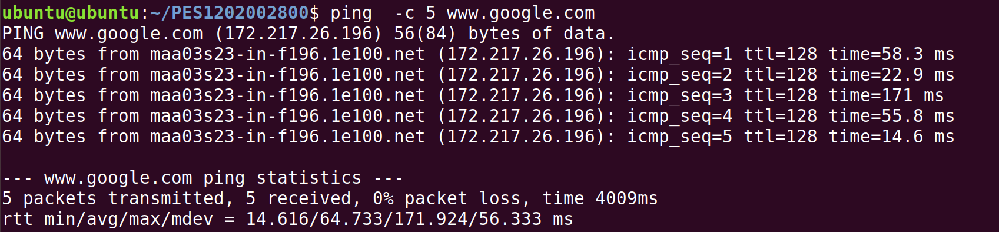 ubuntu@ubuntu:~/PES1202002800$ ping  -c 5 www.google.com
PING www.google.com (172.217.26.196) 56(84) bytes of data.
64 bytes from maa03s23-in-f196.1e100.net (172.217.26.196): icmp_seq=1 ttl=128 time=58.3 ms
64 bytes from maa03s23-in-f196.1e100.net (172.217.26.196): icmp_seq=2 ttl=128 time=22.9 ms
64 bytes from maa03s23-in-f196.1e100.net (172.217.26.196): icmp_seq=3 ttl=128 time=171 ms
64 bytes from maa03s23-in-f196.1e100.net (172.217.26.196): icmp_seq=4 ttl=128 time=55.8 ms
64 bytes from maa03s23-in-f196.1e100.net (172.217.26.196): icmp_seq=5 ttl=128 time=14.6 ms

--- www.google.com ping statistics ---
5 packets transmitted, 5 received, 0% packet loss, time 4009ms
rtt min/avg/max/mdev = 14.616/64.733/171.924/56.333 ms